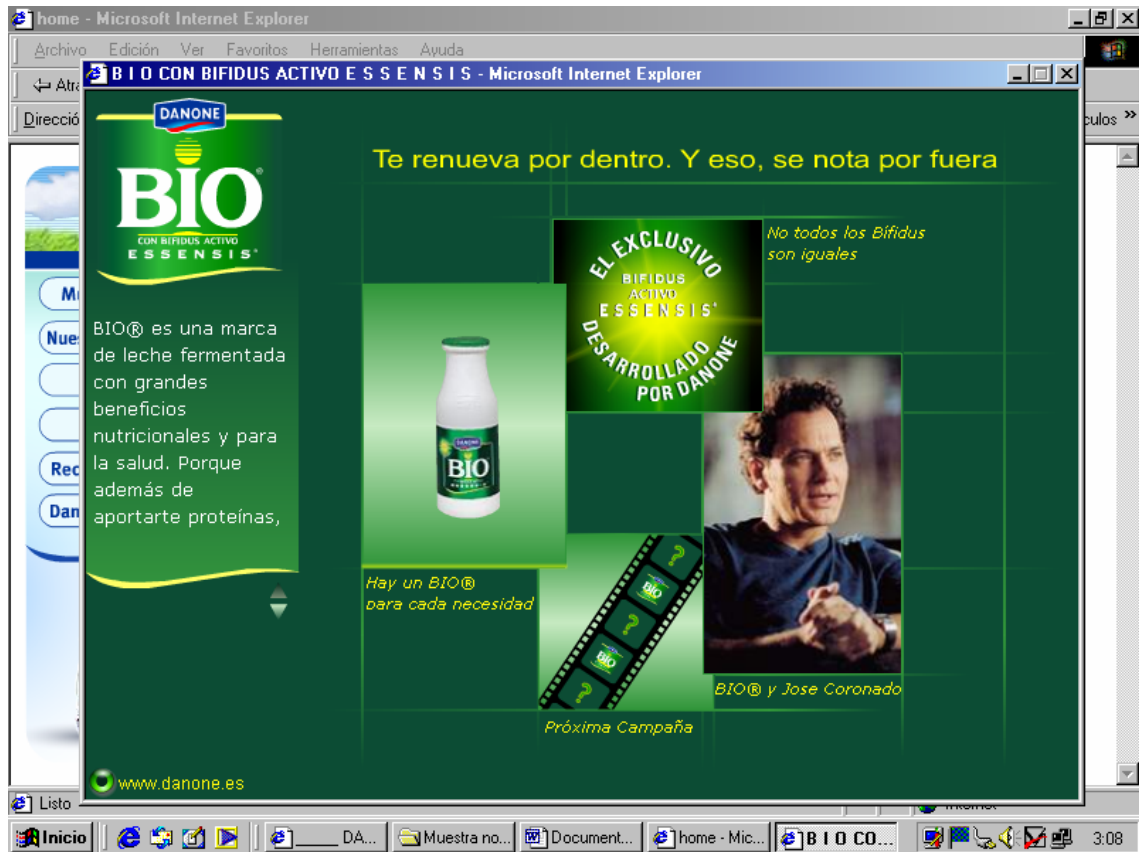 home - Microsoft Internet Explorer
Archivo Edición Ver Favoritos Herramientas Ayuda
B I O CON BIFIDUS ACTIVO E S S E N S I S - Microsoft Internet Explorer
DANONE
BIO®
CON BIFIDUS ACTIVO
ESSENSIS
Te renueva por dentro. Y eso, se nota por fuera
No todos los Bífidus
son iguales
EL EXCLUSIVO
BIFIDUS
ACTIVO
ESSENSIS
DESARROLLADO
POR DANONE
BIO® es una marca
de leche fermentada
con grandes
beneficios
nutricionales y para
la salud. Porque
además de
aportarte proteínas,
DANONE
BIO
Hay un BIO®
para cada necesidad
?
BIO
?
BIO
?
BIO® y Jose Coronado
Próxima Campaña
www.danone.es
Listo
Inicio
DA...
Muestra no...
Document...
home - Mic...
B I O CO...
3:08